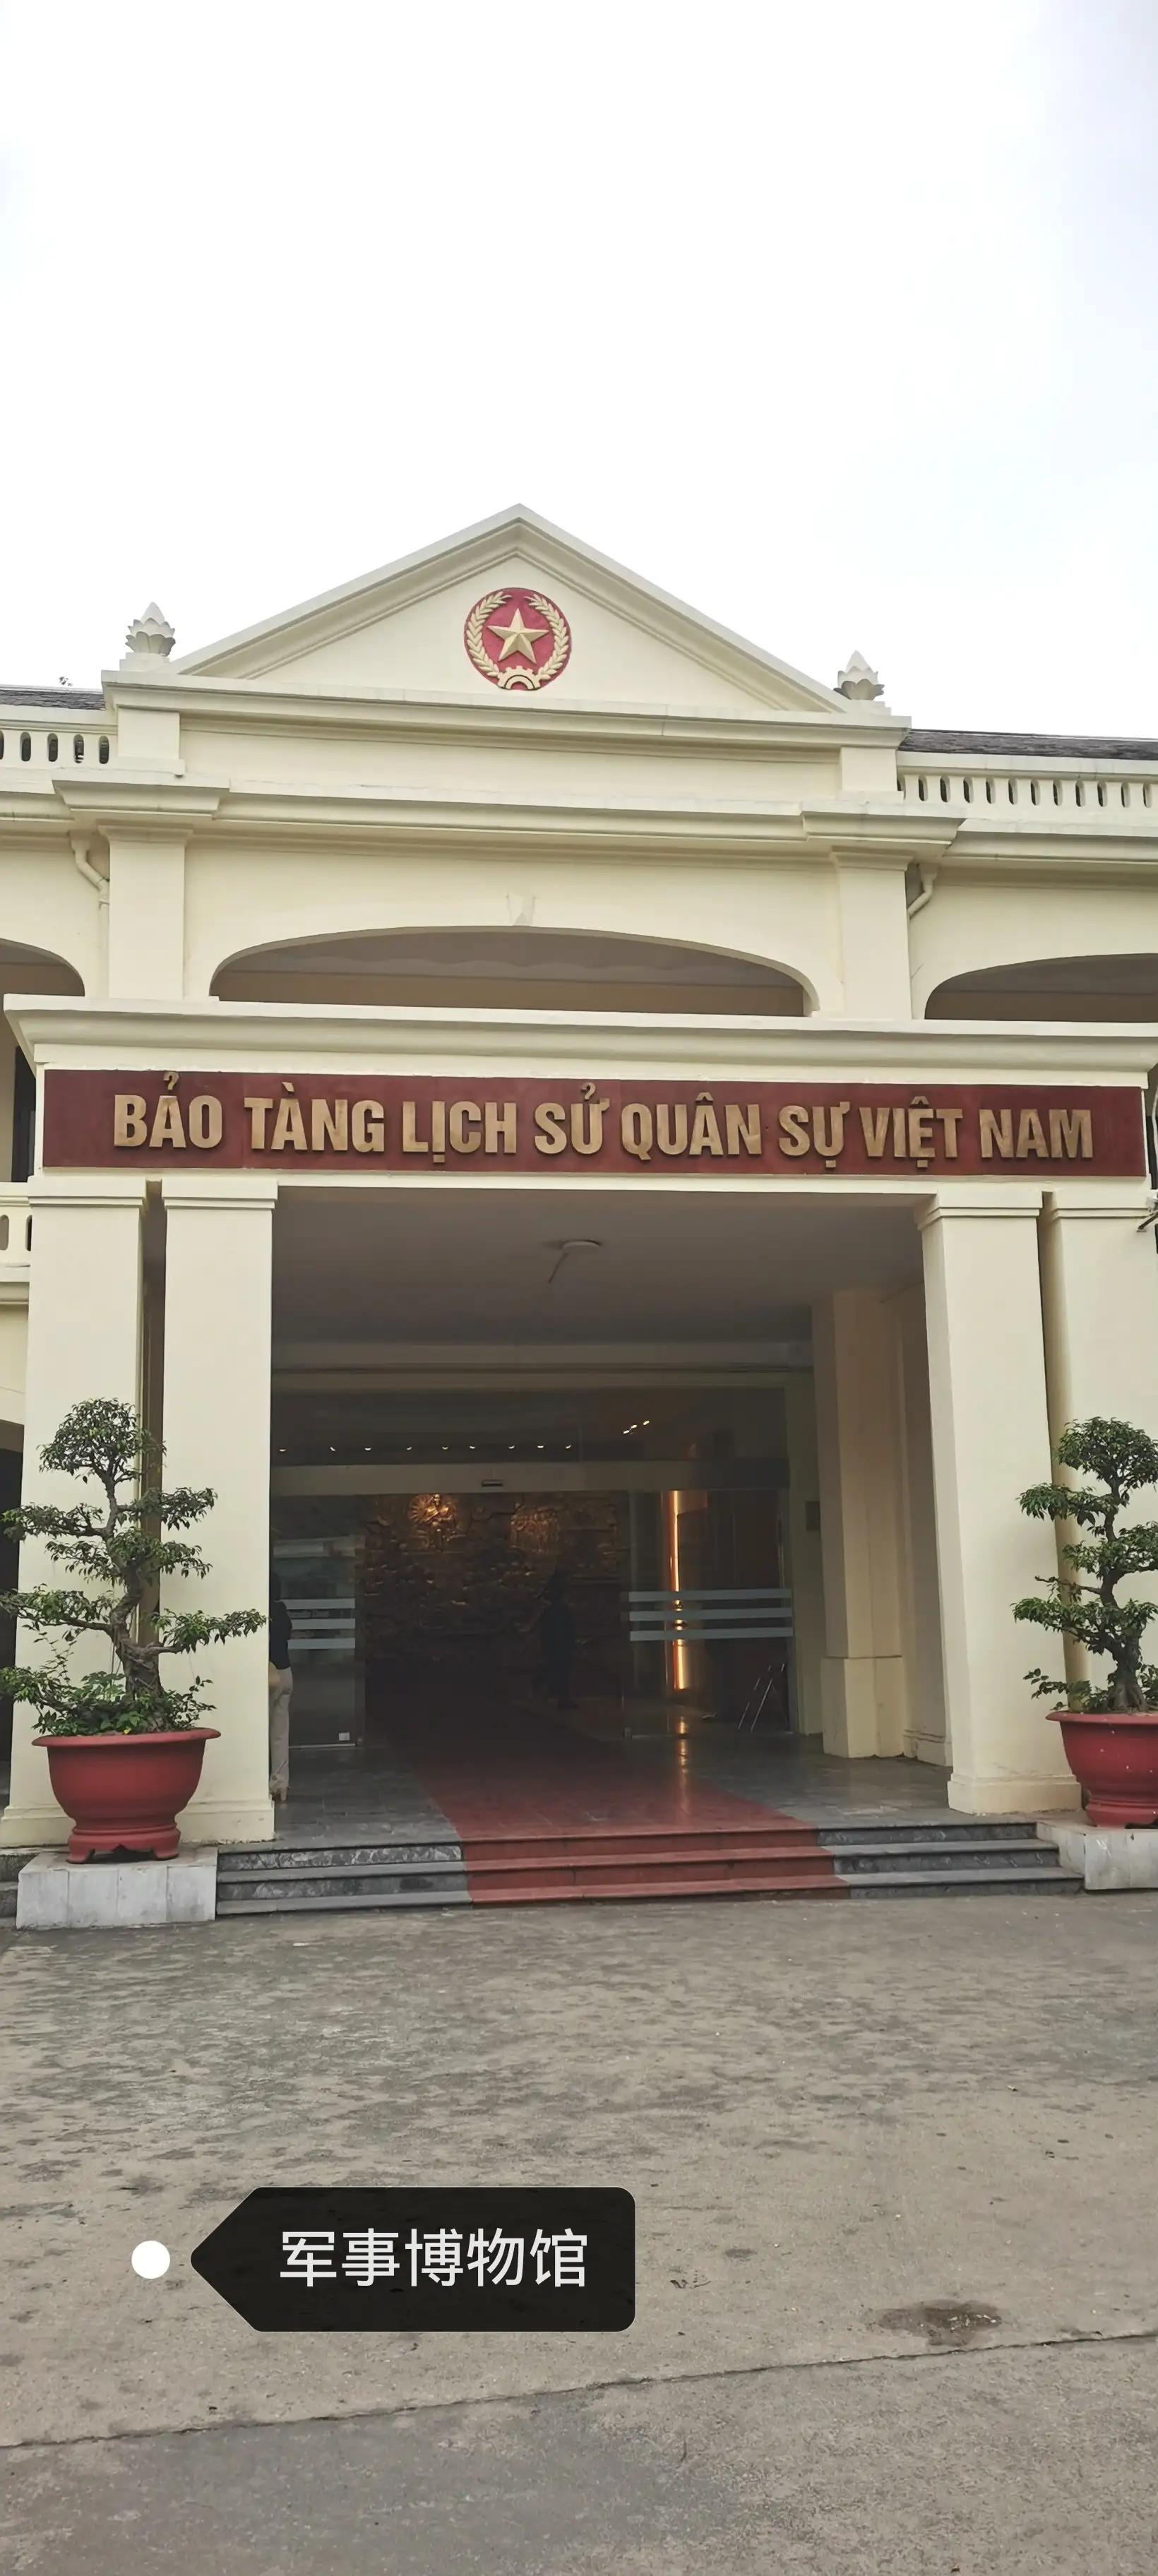 BẢO TÀNG LỊCH SỬ QUÂN SỰ VIỆT NAM
军事博物馆